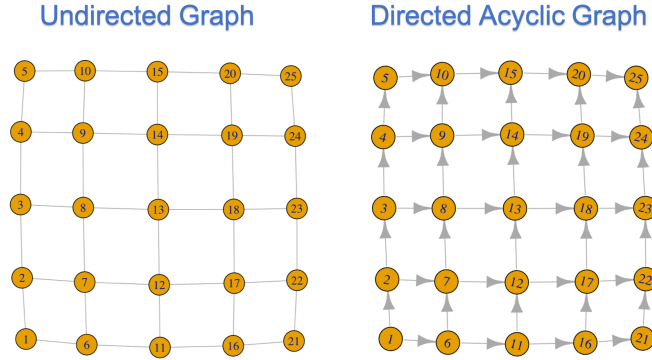 Undirected Graph Directed Acyclic Graph
5 10 15 20 25 5 10 15 20 25
4 9 14 19 24 4 9 14 19 24
3 8 13 18 23 3 8 13 18 23
2 7 12 17 22 2 7 12 17 22
1 6 11 16 21 1 6 11 16 21